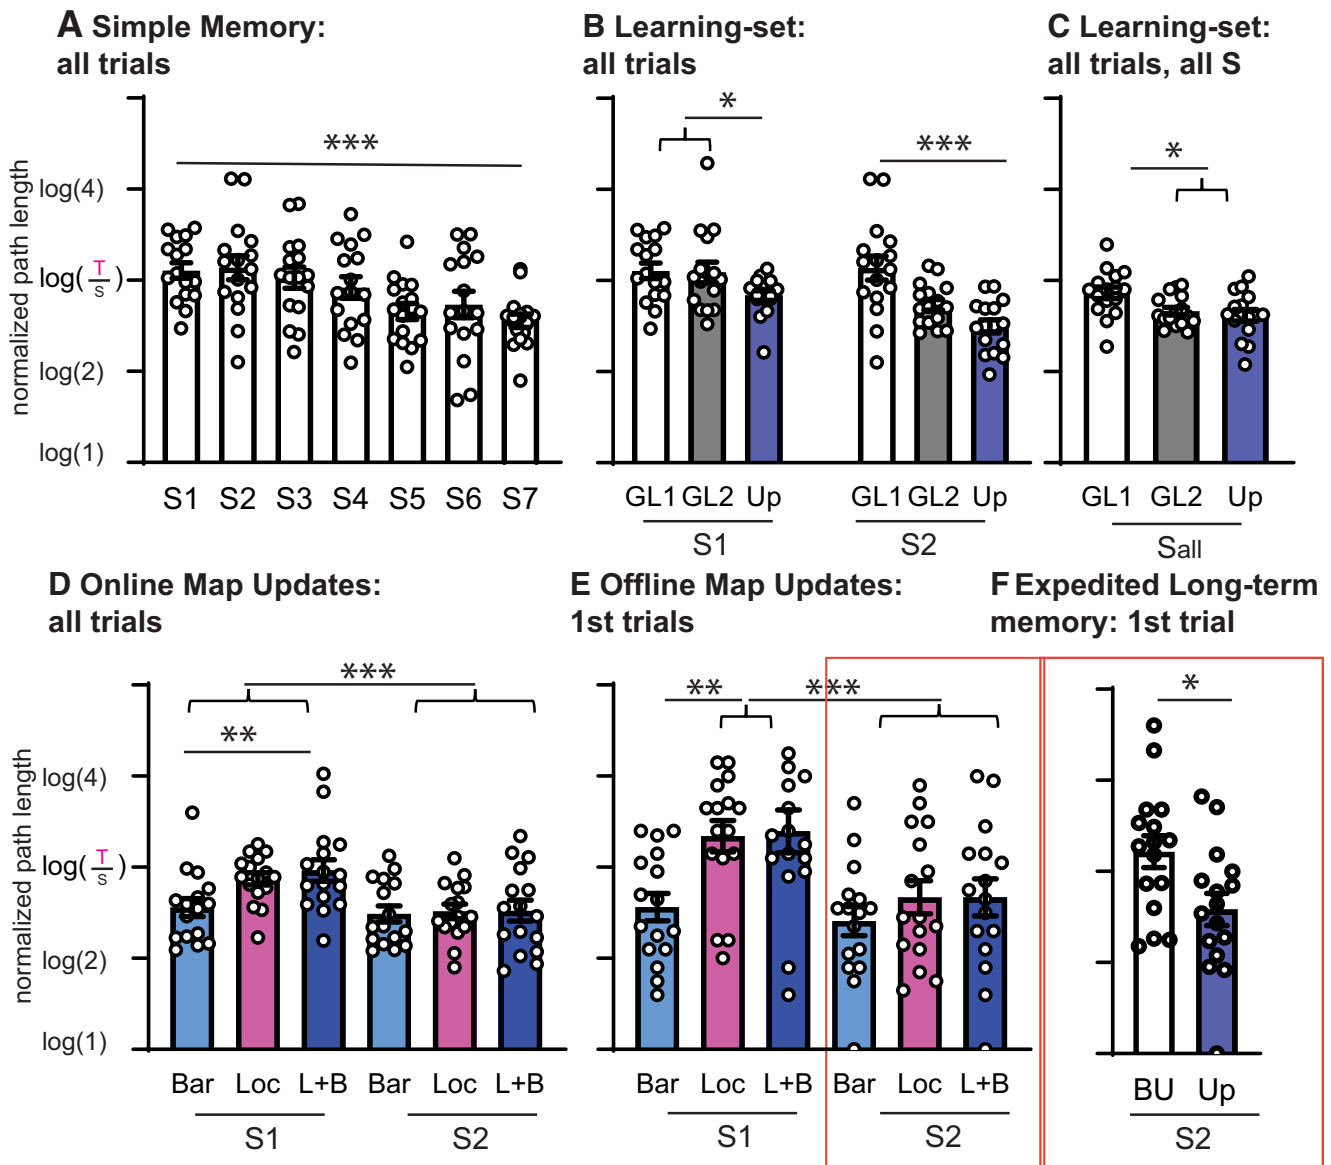 A Simple Memory:
all trials
B Learning-set:
all trials
C Learning-set:
all trials, all S
normalized path length
log(4)
log(T/S)
log(2)
log(1)
***
*
***
*
S1 S2 S3 S4 S5 S6 S7
GL1 GL2 Up GL1 GL2 Up
S1 S2
GL1 GL2 Up
Sall
D Online Map Updates:
all trials
E Offline Map Updates:
1st trials
F Expedited Long-term
memory: 1st trial
normalized path length
log(4)
log(T/S)
log(2)
log(1)
***
**
** ***
*
Bar Loc L+B Bar Loc L+B
S1 S2
Bar Loc L+B Bar Loc L+B
S1 S2
BU Up
S2